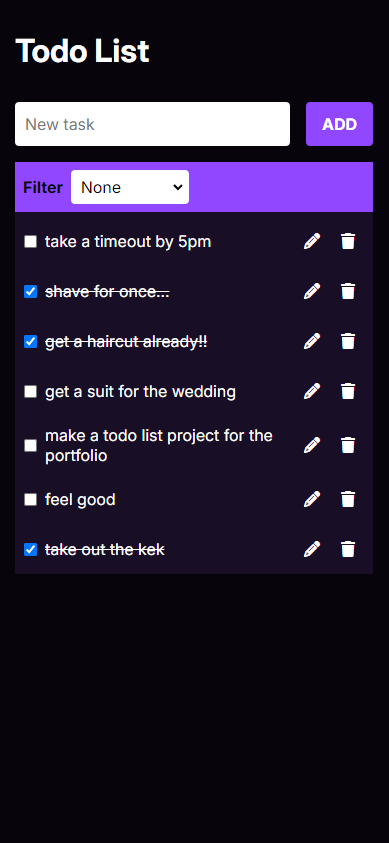 Todo List
New task
ADD
Filter
None
take a timeout by 5pm
shave for once...
get a haircut already!!
get a suit for the wedding
make a todo list project for the
portfolio
feel good
take out the kek